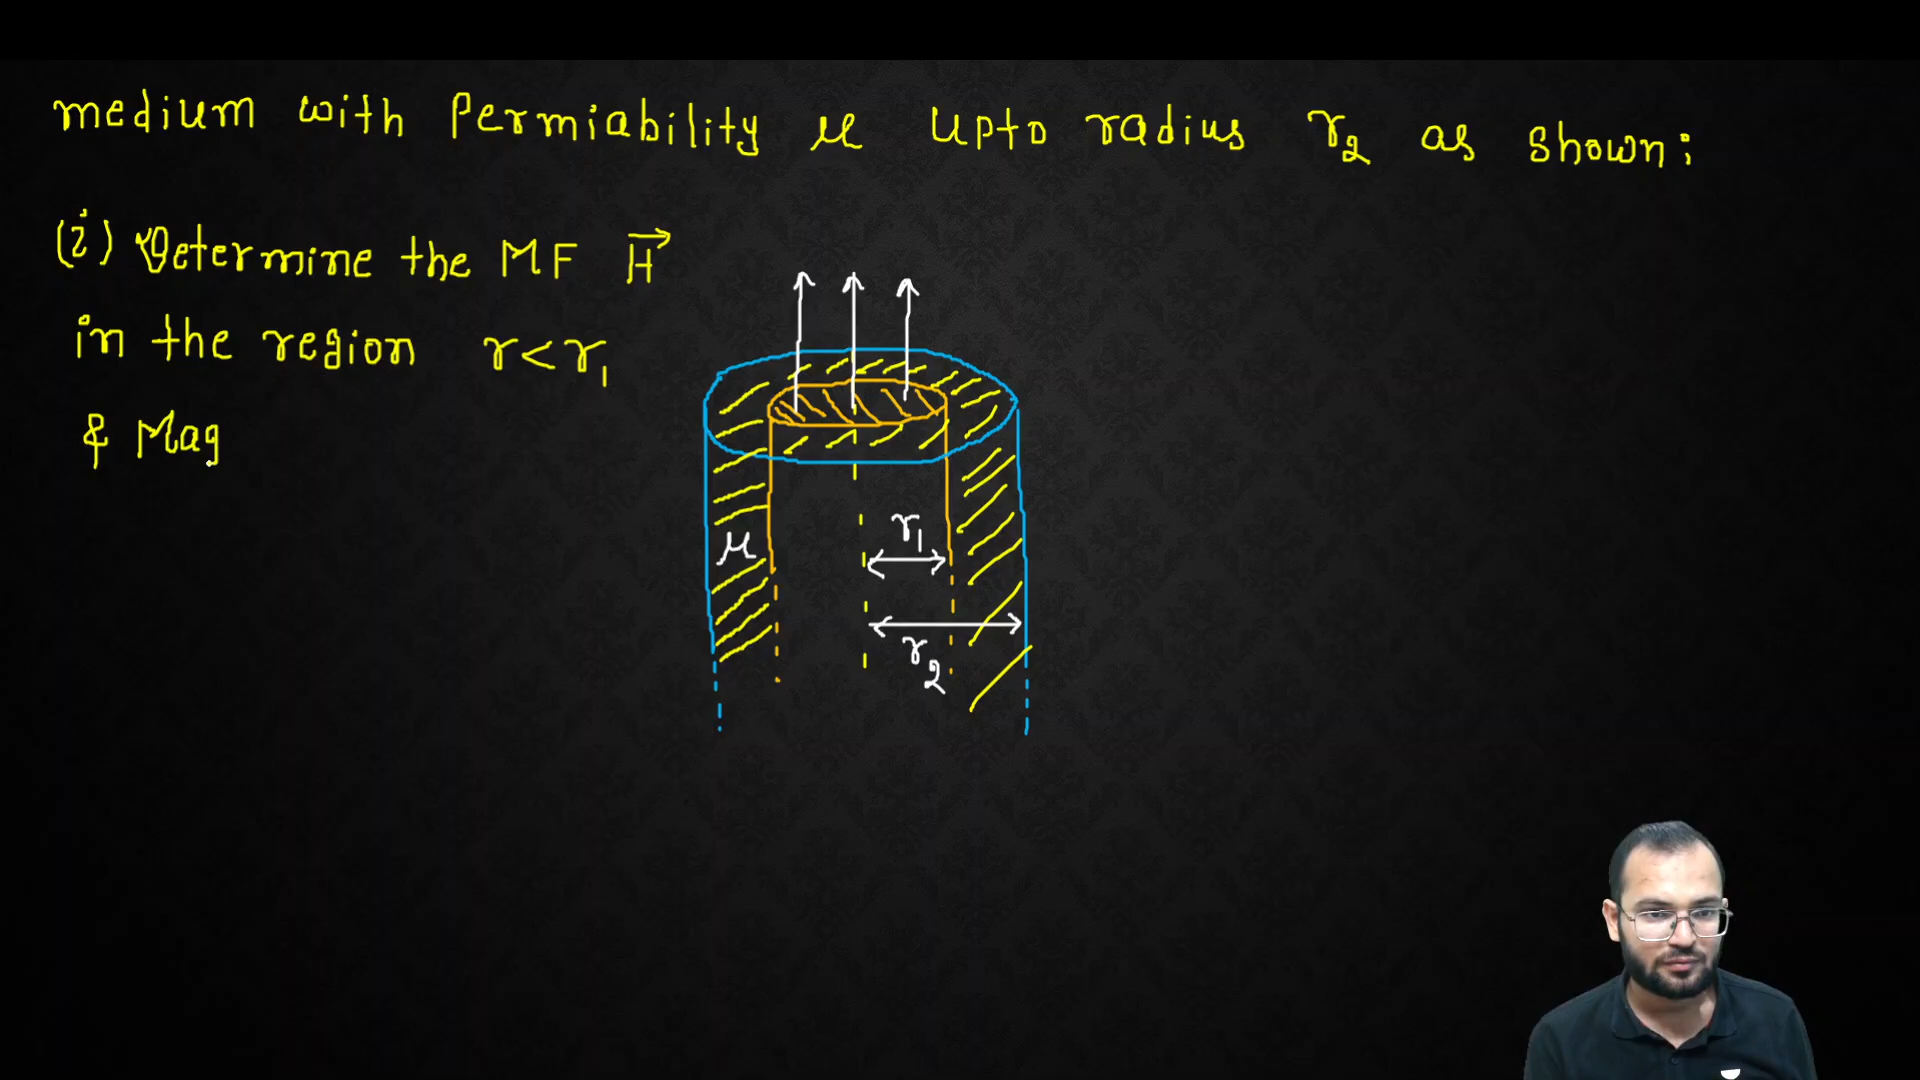 medium with Permiability μ upto radius r₂ as shown:
(i) Determine the MF H⃗
in the region r<r₁
& Mag
μ
r₁
r₂